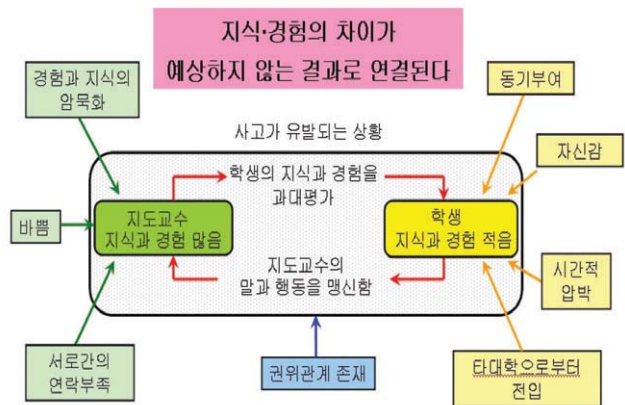 지식·경험의 차이가
예상하지 않는 결과로 연결된다
경험과 지식의
암묵화
동기부여
사고가 유발되는 상황
자신감
학생의 지식과 경험을
과대평가
바쁨
지도교수
지식과 경험 많음
학생
지식과 경험 적음
지도교수의
말과 행동을 맹신함
시간적
압박
서로간의
연락부족
권위관계 존재
타대학으로부터
전입